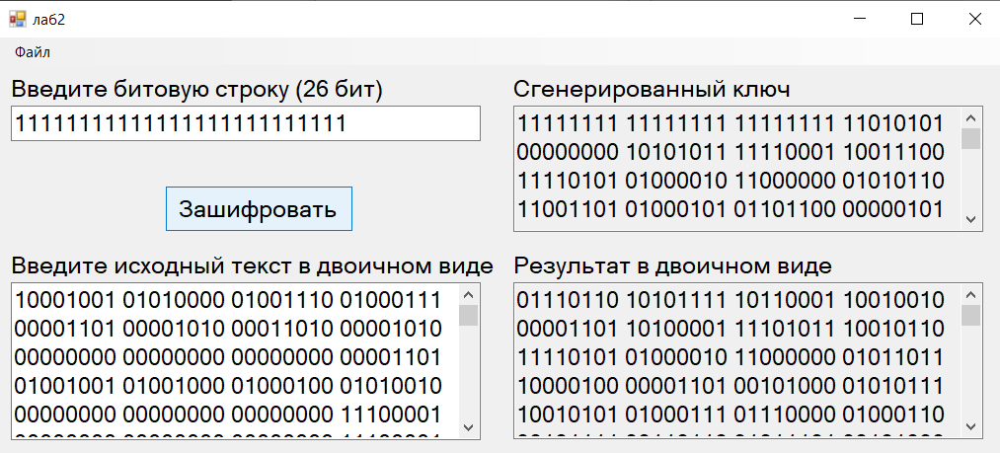 лаб2
Файл
Введите битовую строку (26 бит)
11111111111111111111111111
Зашифровать
Сгенерированный ключ
11111111 11111111 11111111 11010101
00000000 10101011 11110001 10011100
11110101 01000010 11000000 01010110
11001101 01000101 01101100 00000101
Введите исходный текст в двоичном виде
10001001 01010000 01001110 01000111
00001101 00001010 00011010 00001010
00000000 00000000 00000000 00001101
01001001 01001000 01000100 01010010
00000000 00000000 00000000 11100001
Результат в двоичном виде
01110110 10101111 10110001 10010010
00001101 10100001 11101011 10010110
11110101 01000010 11000000 01011011
10000100 00001101 00101000 01010111
10010101 01000111 01110000 01000110